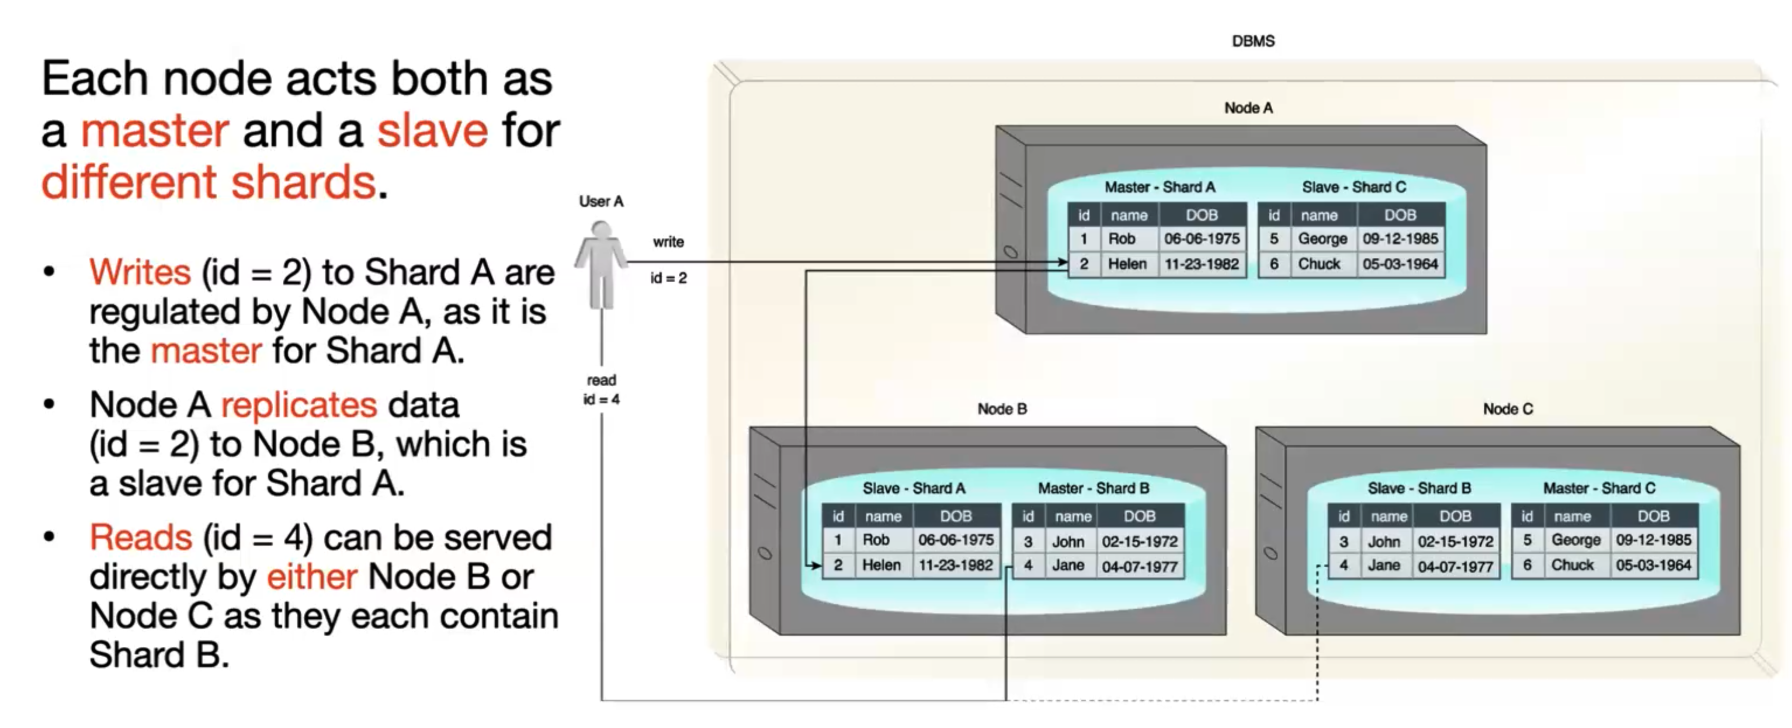 Each node acts both as
a master and a slave for
different shards.
• Writes (id = 2) to Shard A are
regulated by Node A, as it is
the master for Shard A.
• Node A replicates data
(id = 2) to Node B, which is
a slave for Shard A.
• Reads (id = 4) can be served
directly by either Node B or
Node C as they each contain
Shard B.
User A
write
id = 2
read
id = 4
DBMS
Node A
Master - Shard A
id name DOB
1 Rob 06-06-1975
2 Helen 11-23-1982
Slave - Shard C
id name DOB
5 George 09-12-1985
6 Chuck 05-03-1964
Node B
Slave - Shard A
id name DOB
1 Rob 06-06-1975
2 Helen 11-23-1982
Master - Shard B
id name DOB
3 John 02-15-1972
4 Jane 04-07-1977
Node C
Slave - Shard B
id name DOB
3 John 02-15-1972
4 Jane 04-07-1977
Master - Shard C
id name DOB
5 George 09-12-1985
6 Chuck 05-03-1964